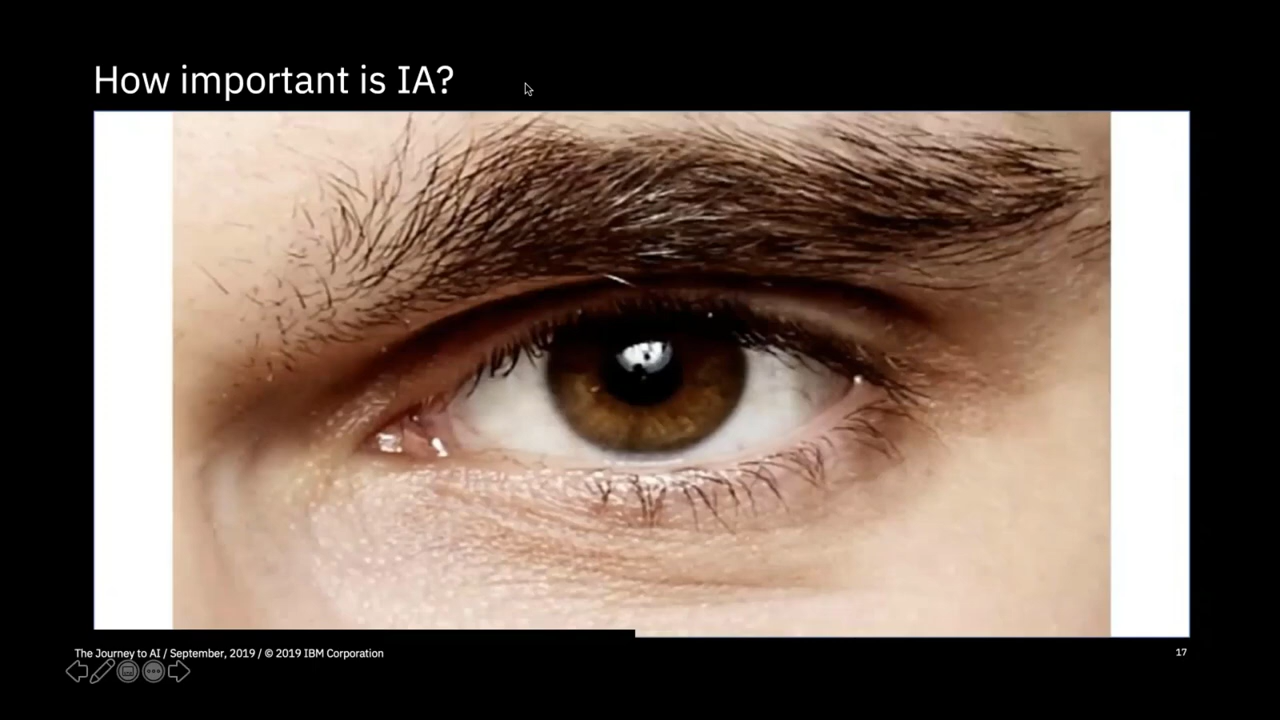 How important is IA?
The Journey to AI / September, 2019 / © 2019 IBM Corporation
17